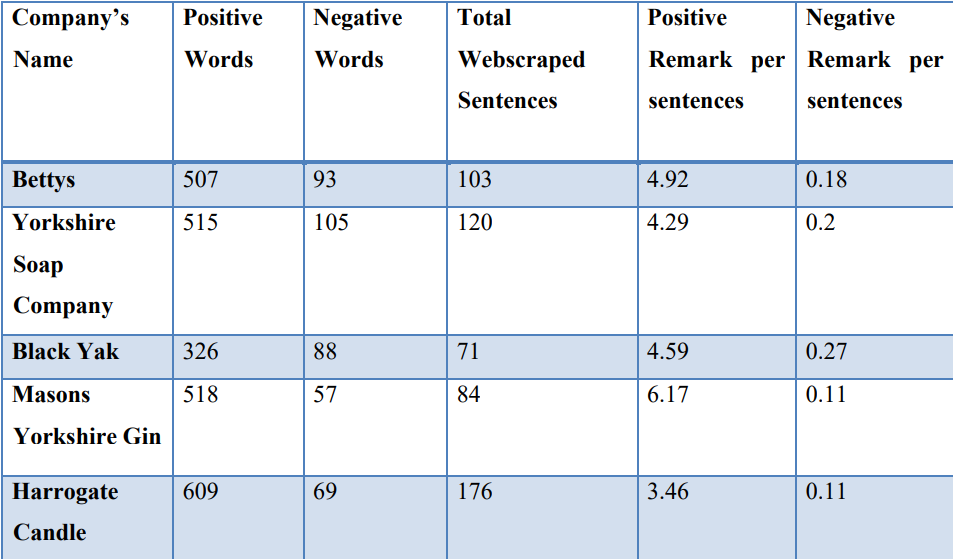 Company's Positive Negative Total Positive Negative
Name Words Words Webscraped Remark per Remark per
Sentences sentences sentences
Bettys 507 93 103 4.92 0.18
Yorkshire 515 105 120 4.29 0.2
Soap
Company
Black Yak 326 88 71 4.59 0.27
Masons 518 57 84 6.17 0.11
Yorkshire Gin
Harrogate 609 69 176 3.46 0.11
Candle